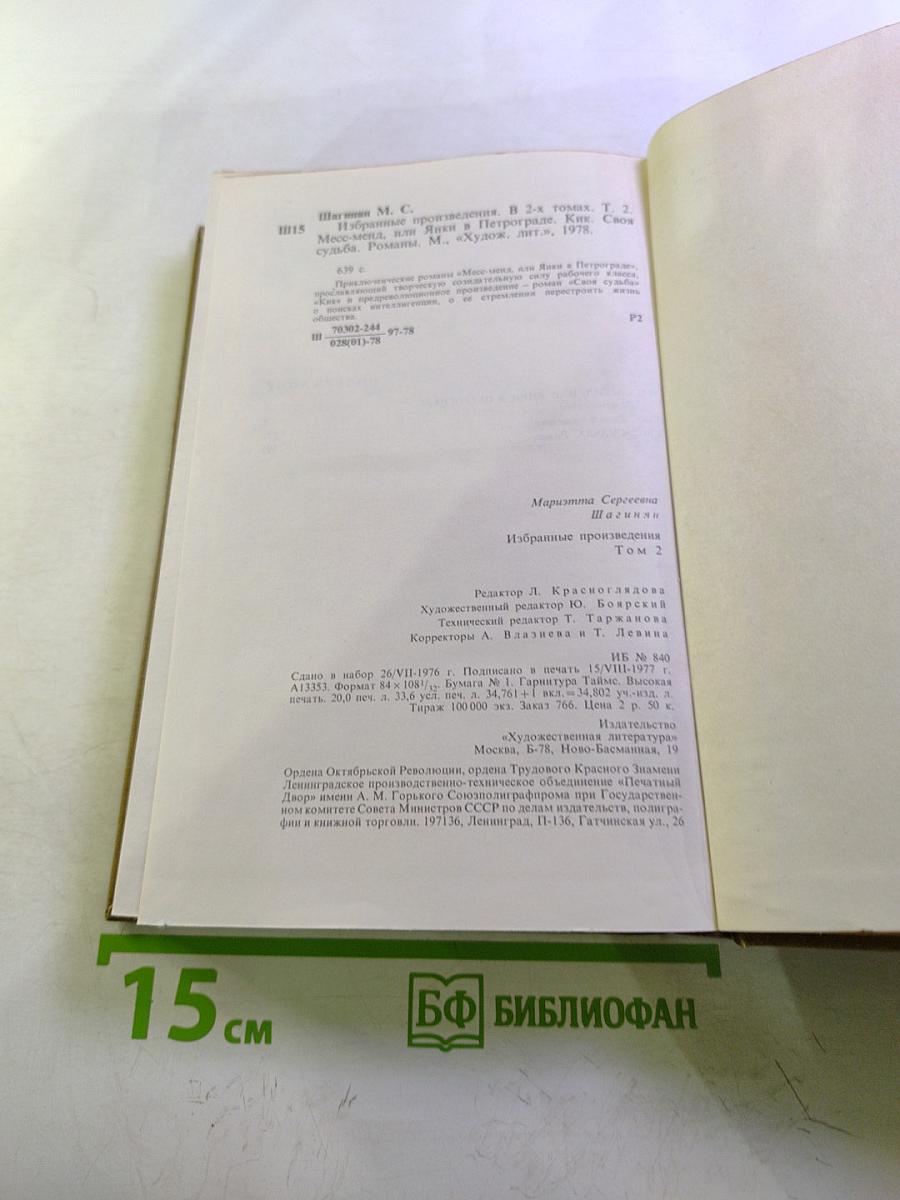 Шагинян М. С.
Ш15
Избранные произведения. В 2-х томах. Т. 2.
Месс-менд, или Янки в Петрограде. Кик. Своя
судьба. Романы. М., «Худож. лит.», 1978.
639 с.
Приключенческие романы «Месс-менд, или Янки в Петрограде»,
прославляющий творческую созидательную силу рабочего класса,
«Кик» и предреволюционное произведение – роман «Своя судьба»
о поисках интеллигенции, о ее стремлении перестроить жизнь
общества.
Ш 70302-244 97-78
028(01)-78
Р2
Мариэтта Сергеевна
Шагинян
Избранные произведения
Том 2
Редактор Л. Красноглядова
Художественный редактор Ю. Боярский
Технический редактор Т. Таржанова
Корректоры А. Влазнева и Т. Левина
ИБ № 840
Сдано в набор 26/VII-1976 г. Подписано в печать 15/VIII-1977 г.
А13353. Формат 84×108¹/₃₂. Бумага № 1. Гарнитура Таймс. Высокая
печать. 20,0 печ. л. 33,6 усл. печ. л. 34,761+1 вкл.=34,802 уч.-изд. л.
Тираж 100 000 экз. Заказ 766. Цена 2 р. 50 к.
Издательство
«Художественная литература»
Москва, Б-78, Ново-Басманная, 19
Ордена Октябрьской Революции, ордена Трудового Красного Знамени
Ленинградское производственно-техническое объединение «Печатный
Двор» имени А. М. Горького Союзполиграфпрома при Государствен-
ном комитете Совета Министров СССР по делам издательств, полигра-
фии и книжной торговли. 197136, Ленинград, П-136, Гатчинская ул., 26
15 см
БФ БИБЛИОФАН